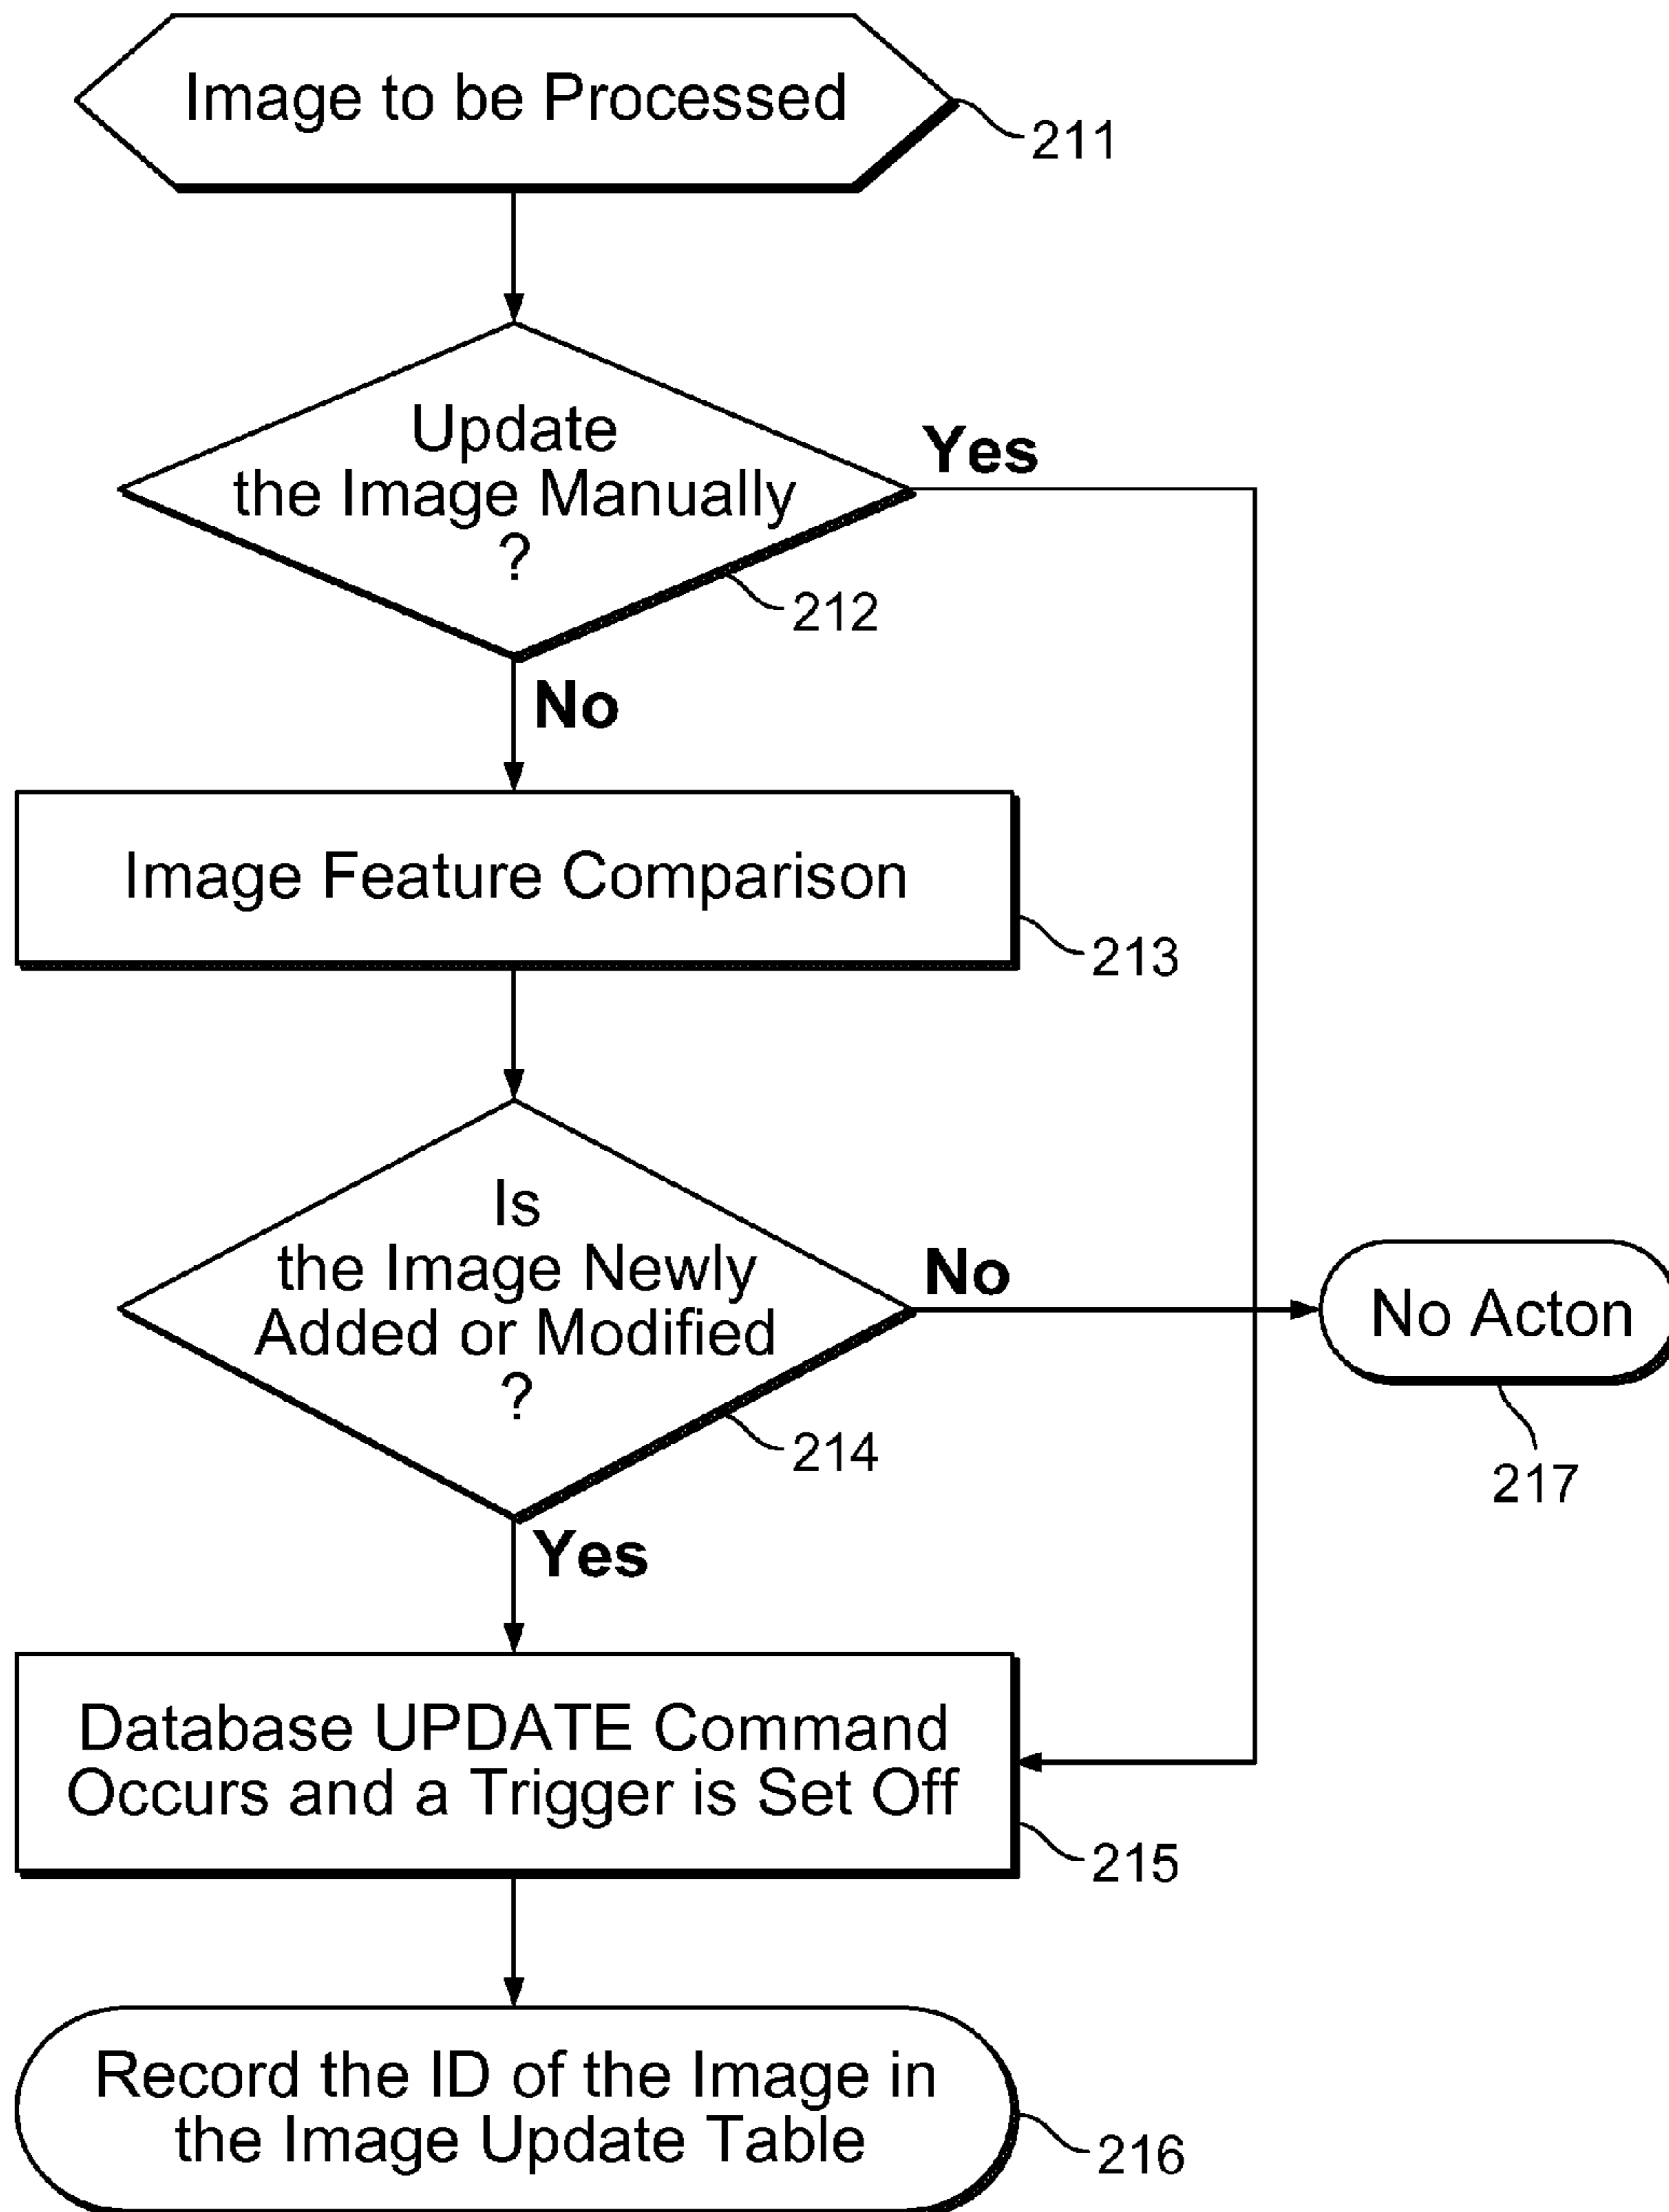 Image to be Processed
211
Update
the Image Manually
?
Yes
212
No
Image Feature Comparison
213
Is
the Image Newly
Added or Modified
?
No
No Acton
214
217
Yes
Database UPDATE Command
Occurs and a Trigger is Set Off
215
Record the ID of the Image in
the Image Update Table
216